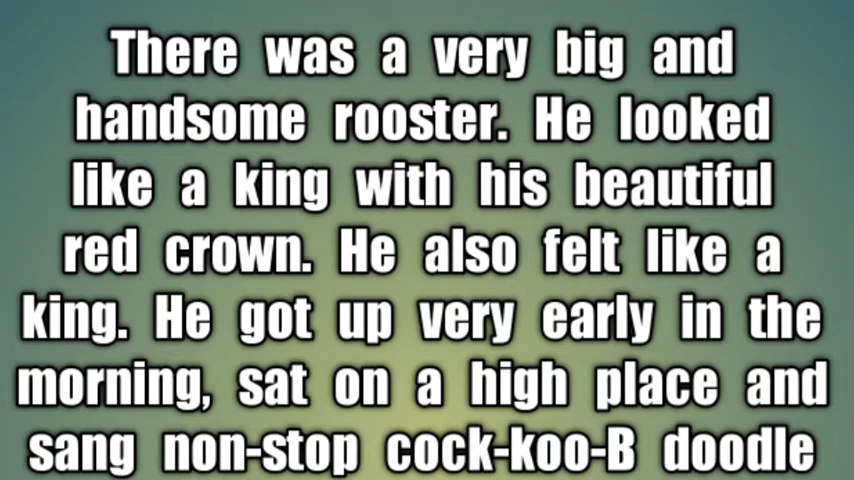 There was a very big and
handsome rooster. He looked
like a king with his beautiful
red crown. He also felt like a
king. He got up very early in the
morning, sat on a high place and
sang non-stop cock-koo-B doodle